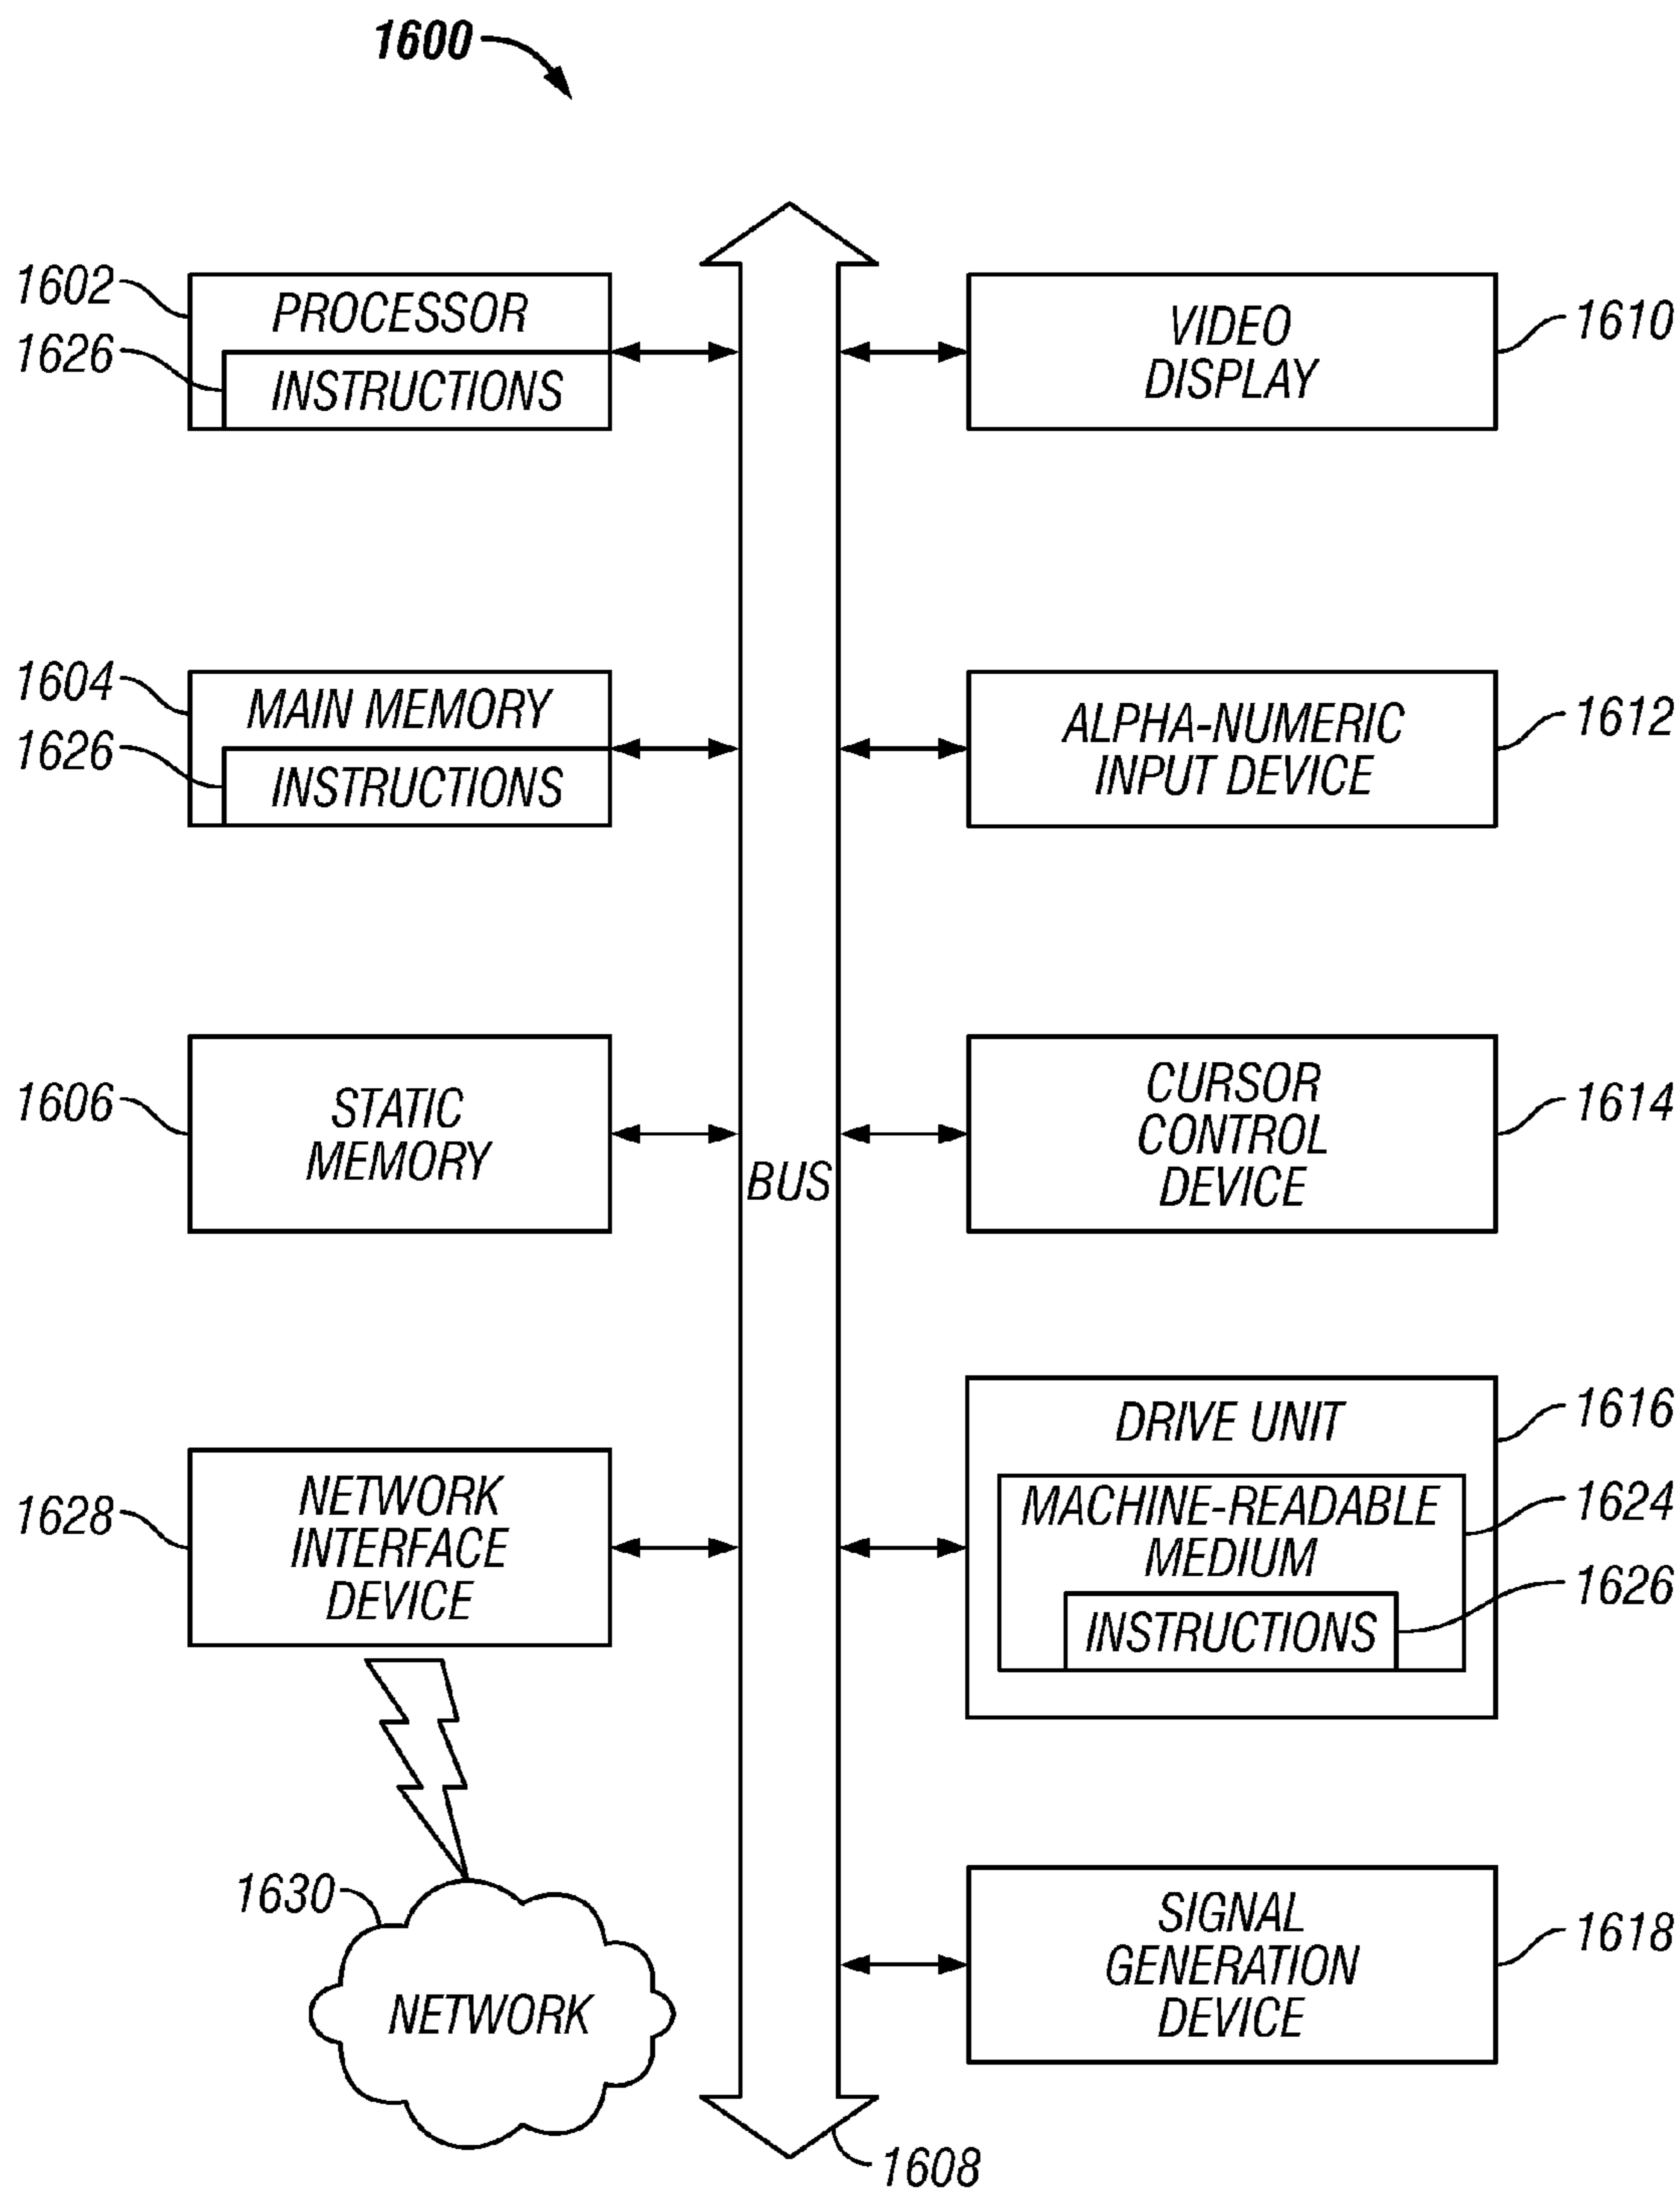 1600
1602
PROCESSOR
1626
INSTRUCTIONS
VIDEO
DISPLAY
1610
1604
MAIN MEMORY
1626
INSTRUCTIONS
ALPHA-NUMERIC
INPUT DEVICE
1612
1606
STATIC
MEMORY
BUS
CURSOR
CONTROL
DEVICE
1614
1628
NETWORK
INTERFACE
DEVICE
DRIVE UNIT
1616
MACHINE-READABLE
MEDIUM
1624
INSTRUCTIONS
1626
1630
NETWORK
SIGNAL
GENERATION
DEVICE
1618
1608